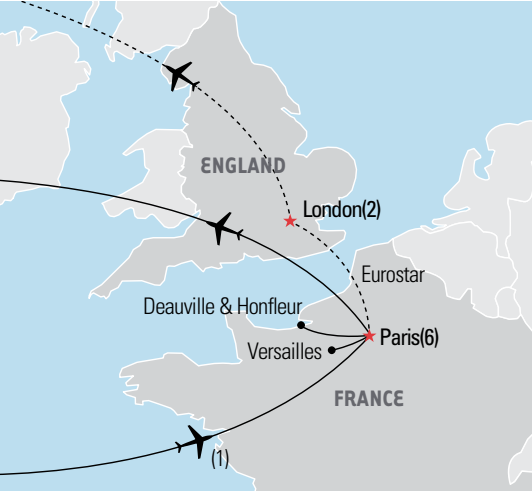 ENGLAND
London(2)
Eurostar
Deauville & Honfleur
Paris(6)
Versailles
FRANCE
(1)